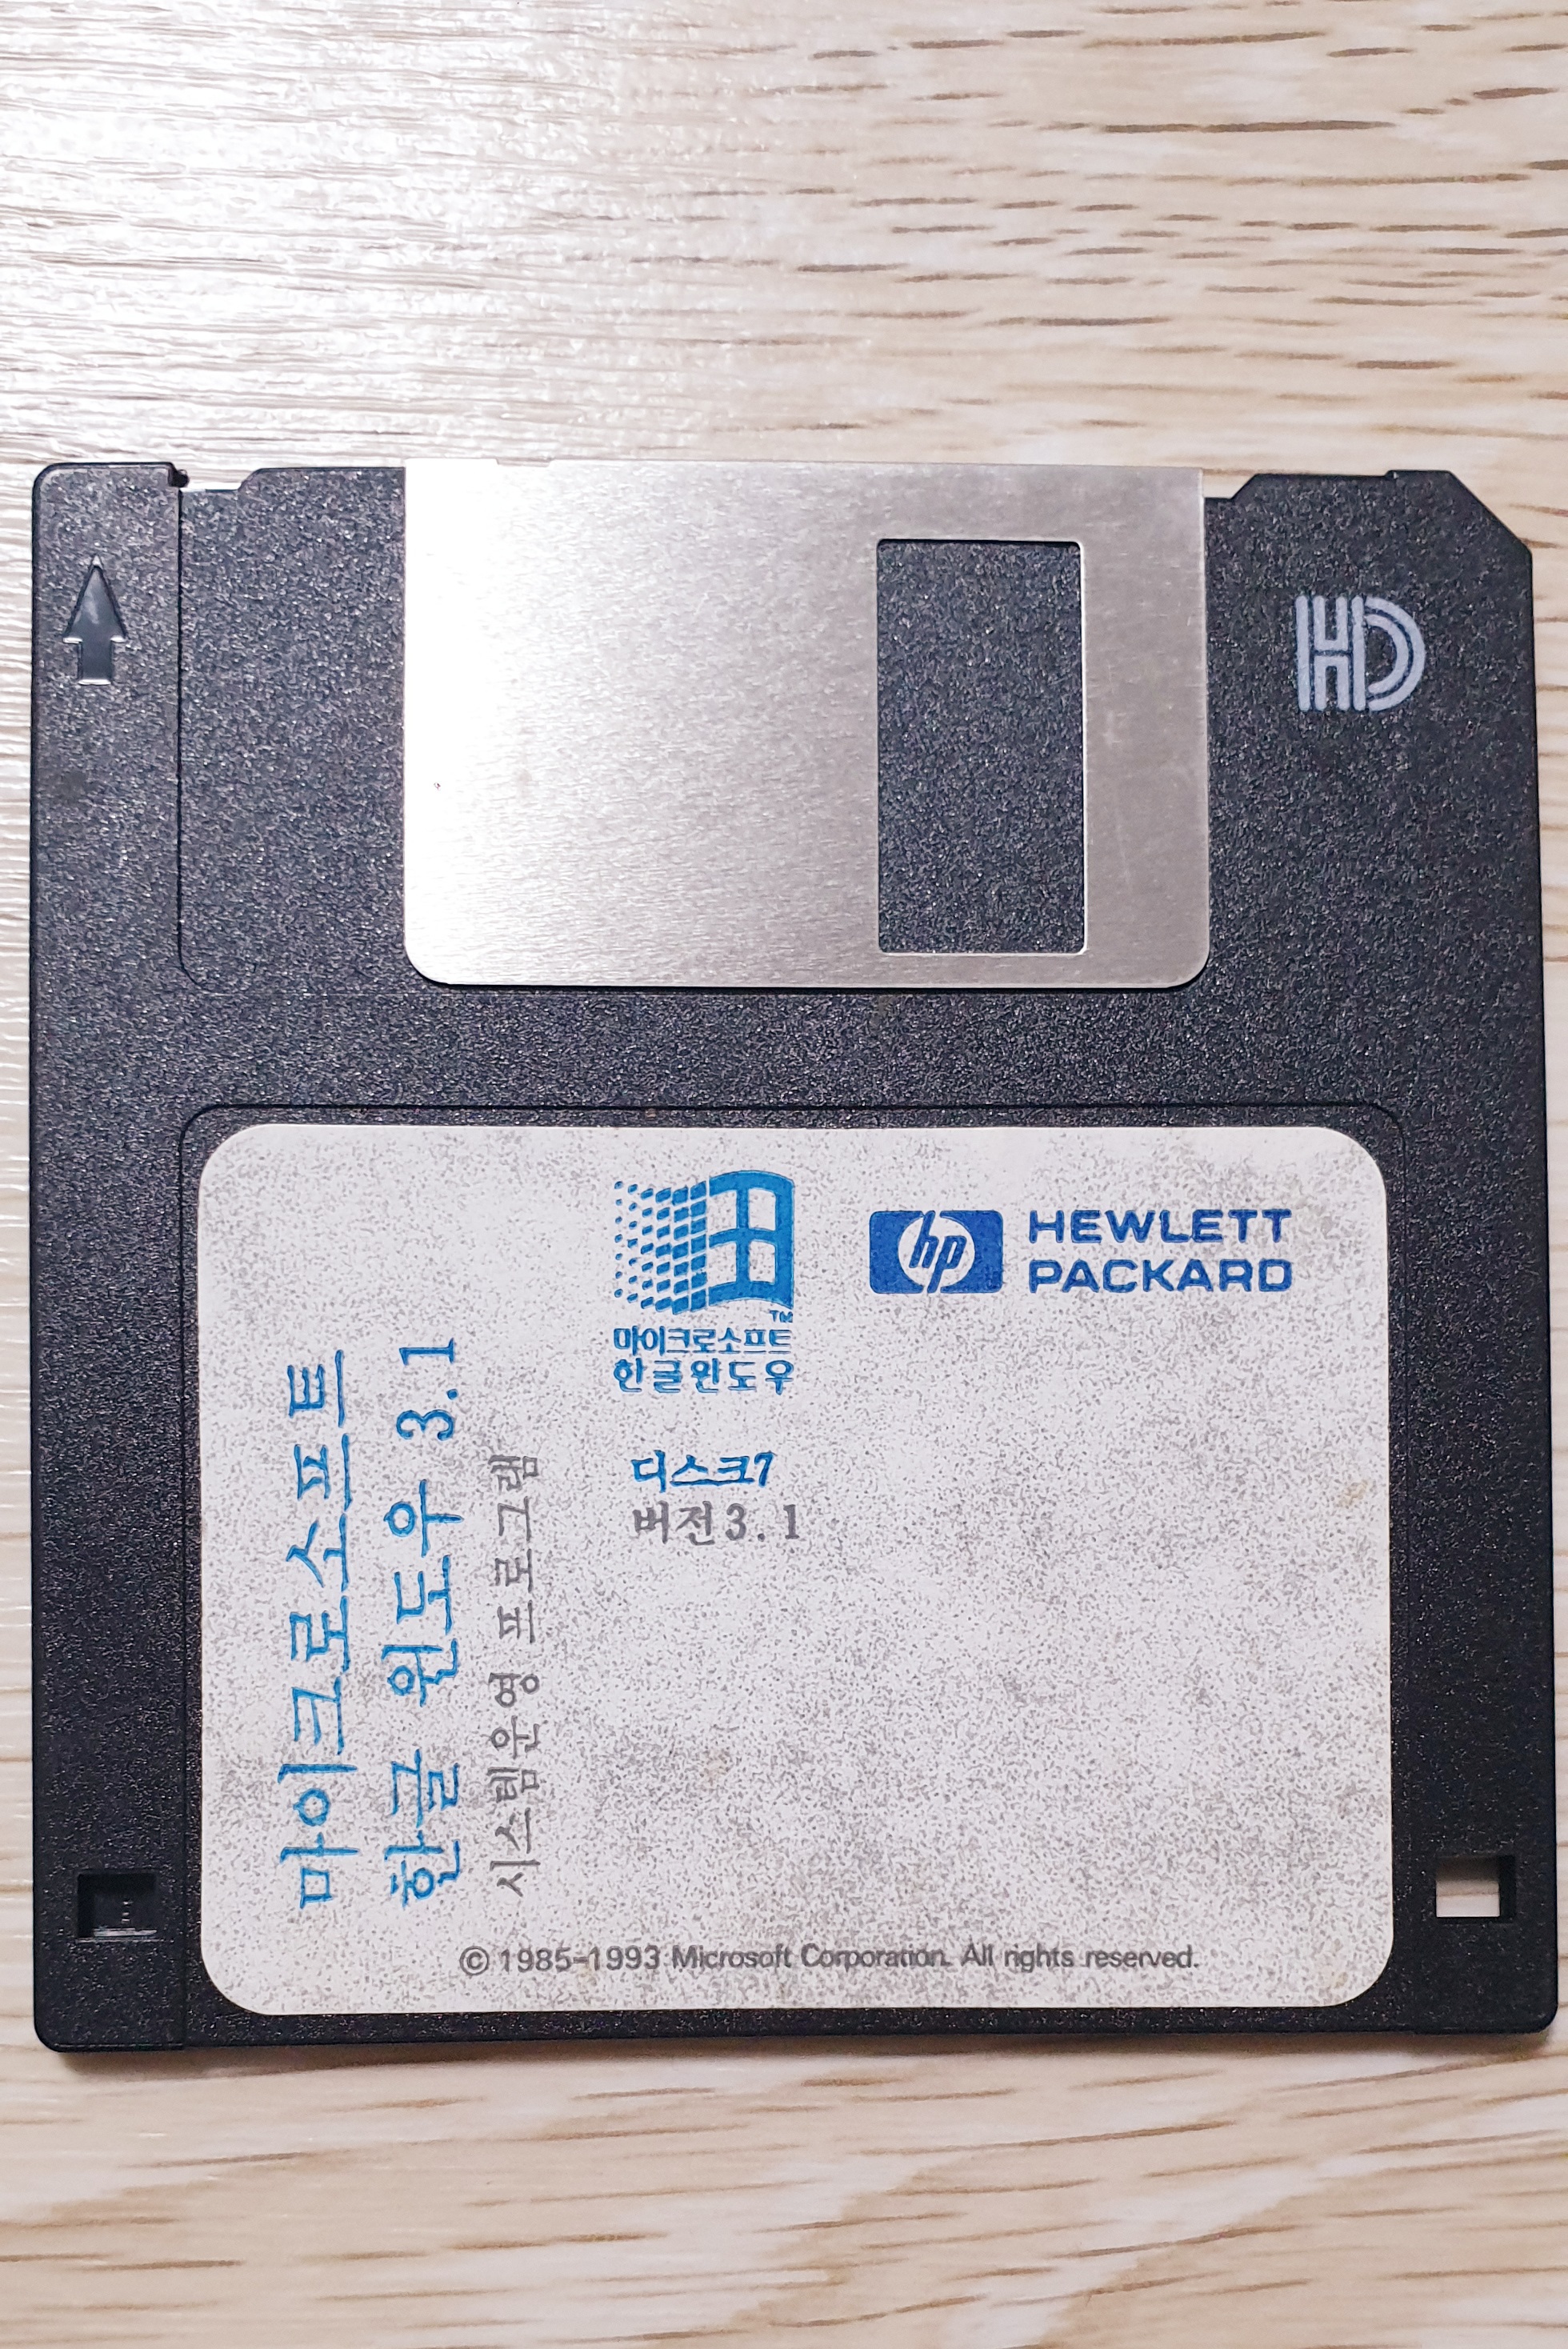 HD
HEWLETT
PACKARD
hp
TM
마이크로소프트
한글윈도우
디스크7
버전3.1
마이크로소프트
한글 윈도우 3.1
시스템운영 프로그램
© 1985-1993 Microsoft Corporation. All rights reserved.